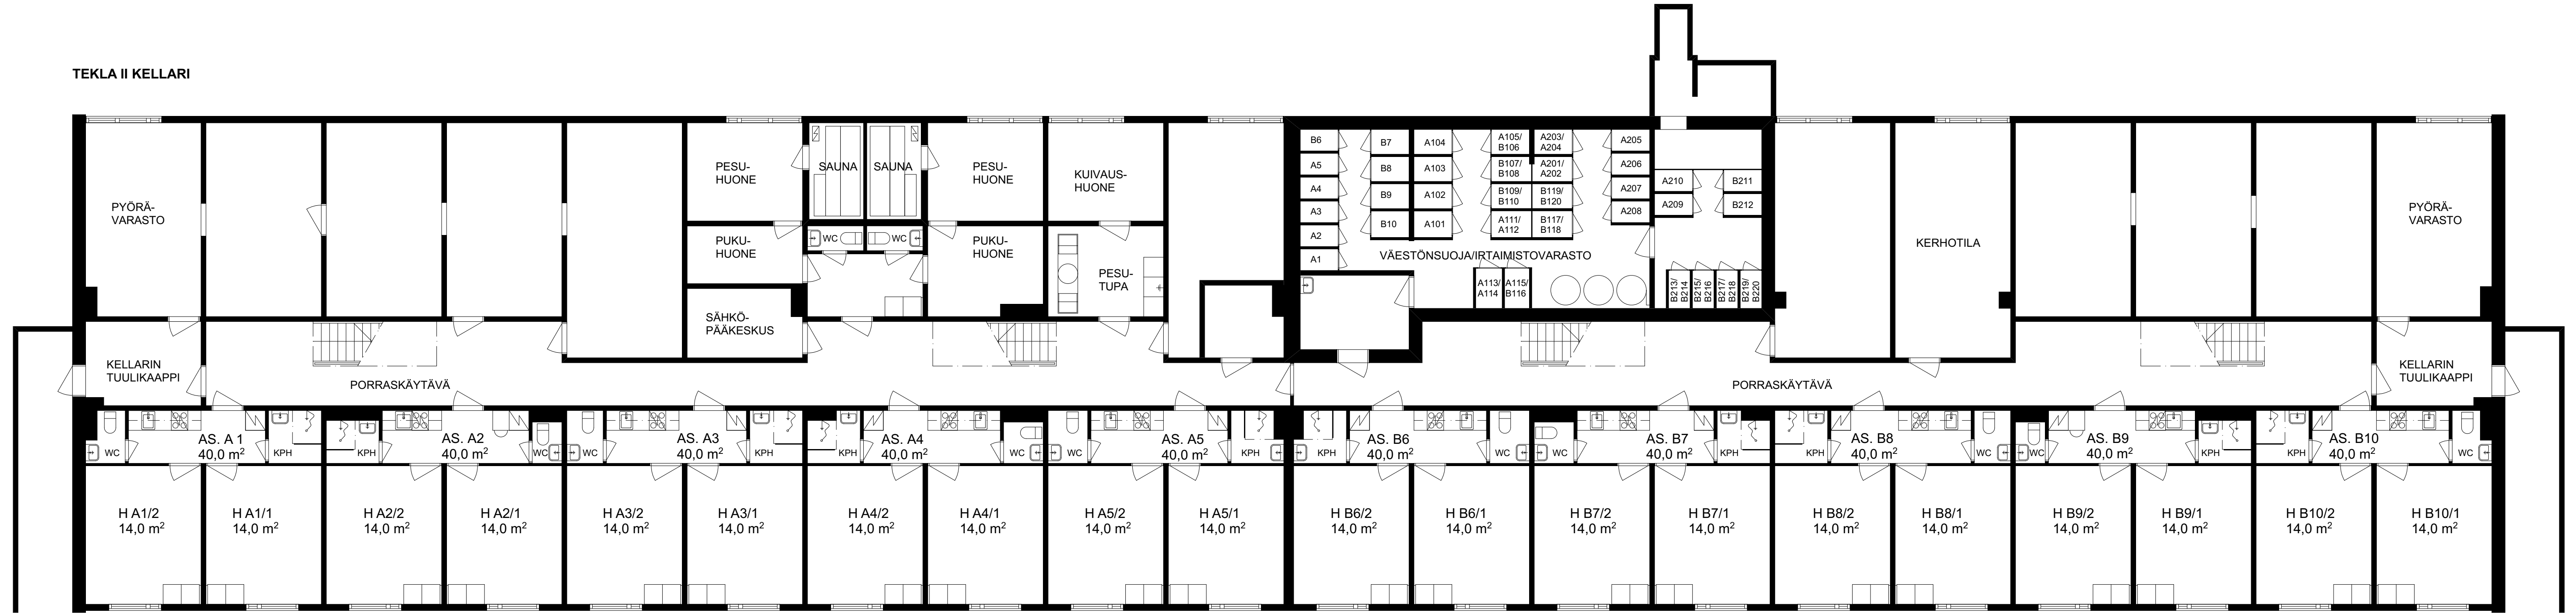 TEKLA II KELLARI
PYÖRÄ-
VARASTO
PESU-
HUONE
SAUNA
SAUNA
PESU-
HUONE
KUIVAUS-
HUONE
PUKU-
HUONE
WC
WC
PUKU-
HUONE
PESU-
TUPA
SÄHKÖ-
PÄÄKESKUS
B6
A5
A4
A3
A2
A1
B7
B8
B9
B10
A104
A103
A102
A101
A105/
B106
B107/
B108
B109/
B110
A111/
A112
A203/
A204
A201/
A202
B119/
B120
B117/
B118
A205
A206
A207
A208
A210
A209
B211
B212
VÄESTÖNSUOJA/IRTAIMISTOVARASTO
A113/
A114
A115/
B116
B213/
B214
B215/
B216
B217/
B218
B219/
B220
KERHOTILA
PYÖRÄ-
VARASTO
KELLARIN
TUULIKAAPPI
PORRASKÄYTÄVÄ
PORRASKÄYTÄVÄ
KELLARIN
TUULIKAAPPI
WC
AS. A 1
40,0 m²
KPH
KPH
AS. A2
40,0 m²
WC
WC
AS. A3
40,0 m²
KPH
KPH
AS. A4
40,0 m²
WC
WC
AS. A5
40,0 m²
KPH
KPH
AS. B6
40,0 m²
WC
WC
AS. B7
40,0 m²
KPH
KPH
AS. B8
40,0 m²
WC
WC
AS. B9
40,0 m²
KPH
KPH
AS. B10
40,0 m²
WC
H A1/2
14,0 m²
H A1/1
14,0 m²
H A2/2
14,0 m²
H A2/1
14,0 m²
H A3/2
14,0 m²
H A3/1
14,0 m²
H A4/2
14,0 m²
H A4/1
14,0 m²
H A5/2
14,0 m²
H A5/1
14,0 m²
H B6/2
14,0 m²
H B6/1
14,0 m²
H B7/2
14,0 m²
H B7/1
14,0 m²
H B8/2
14,0 m²
H B8/1
14,0 m²
H B9/2
14,0 m²
H B9/1
14,0 m²
H B10/2
14,0 m²
H B10/1
14,0 m²